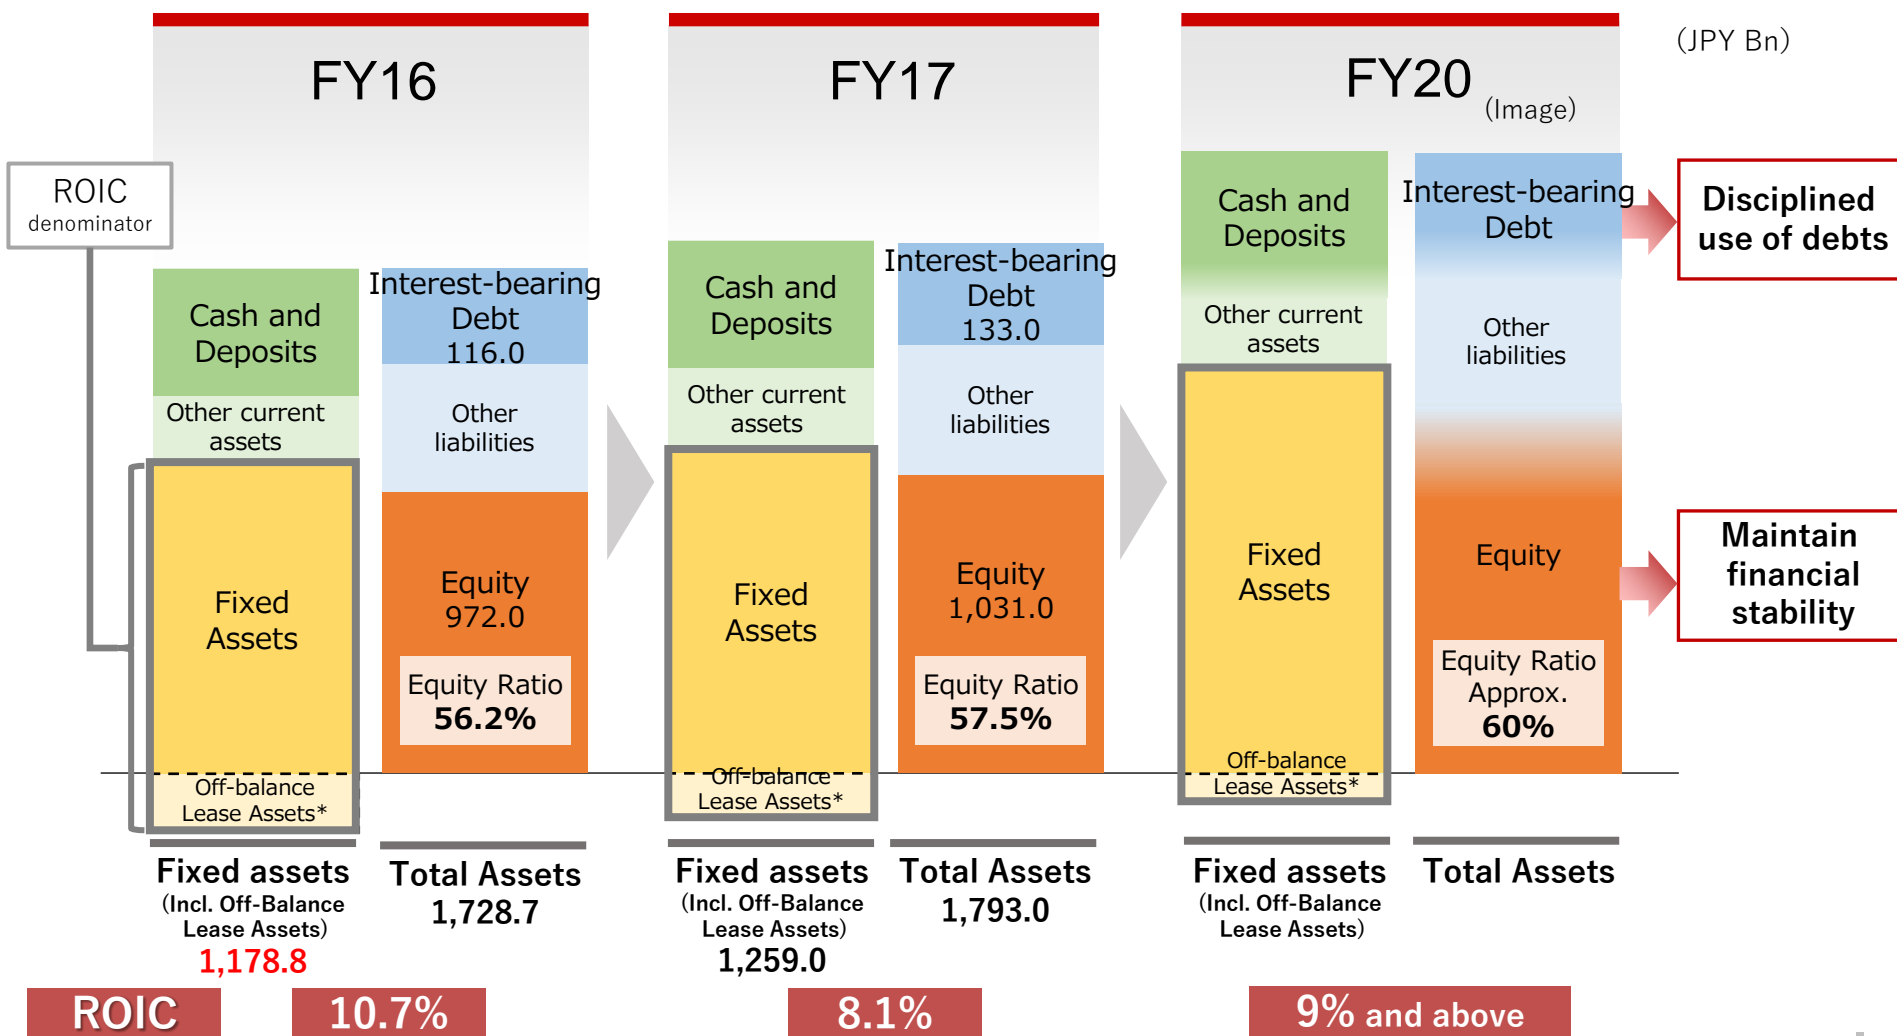 FY16
FY17
FY20
(Image)
(JPY Bn)
ROIC
denominator
Cash and
Deposits
Other current
assets
Fixed
Assets
Off-balance
Lease Assets*
Interest-bearing
Debt
116.0
Other
liabilities
Equity
972.0
Equity Ratio
56.2%
Cash and
Deposits
Other current
assets
Fixed
Assets
Off-balance
Lease Assets*
Interest-bearing
Debt
133.0
Other
liabilities
Equity
1,031.0
Equity Ratio
57.5%
Cash and
Deposits
Other current
assets
Fixed
Assets
Off-balance
Lease Assets*
Interest-bearing
Debt
Other
liabilities
Equity
Equity Ratio
Approx.
60%
Disciplined
use of debts
Maintain
financial
stability
Fixed assets
(Incl. Off-Balance
Lease Assets)
1,178.8
Total Assets
1,728.7
Fixed assets
(Incl. Off-Balance
Lease Assets)
1,259.0
Total Assets
1,793.0
Fixed assets
(Incl. Off-Balance
Lease Assets)
Total Assets
ROIC
10.7%
8.1%
9% and above